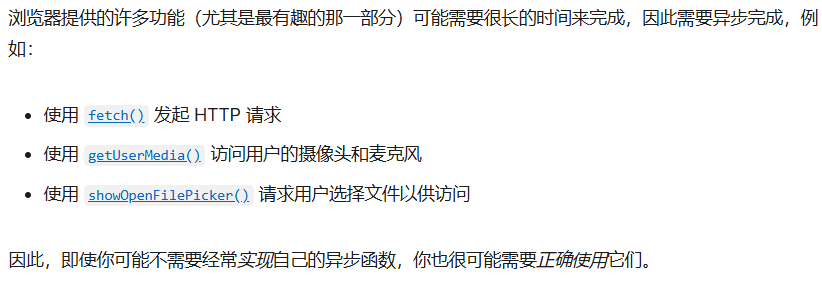 浏览器提供的许多功能（尤其是最有趣的那一部分）可能需要很长的时间来完成，因此需要异步完成，例
如：
使用 fetch() 发起 HTTP 请求
使用 getUserMedia() 访问用户的摄像头和麦克风
使用 showOpenFilePicker() 请求用户选择文件以供访问
因此，即使你可能不需要经常实现自己的异步函数，你也很可能需要正确使用它们。